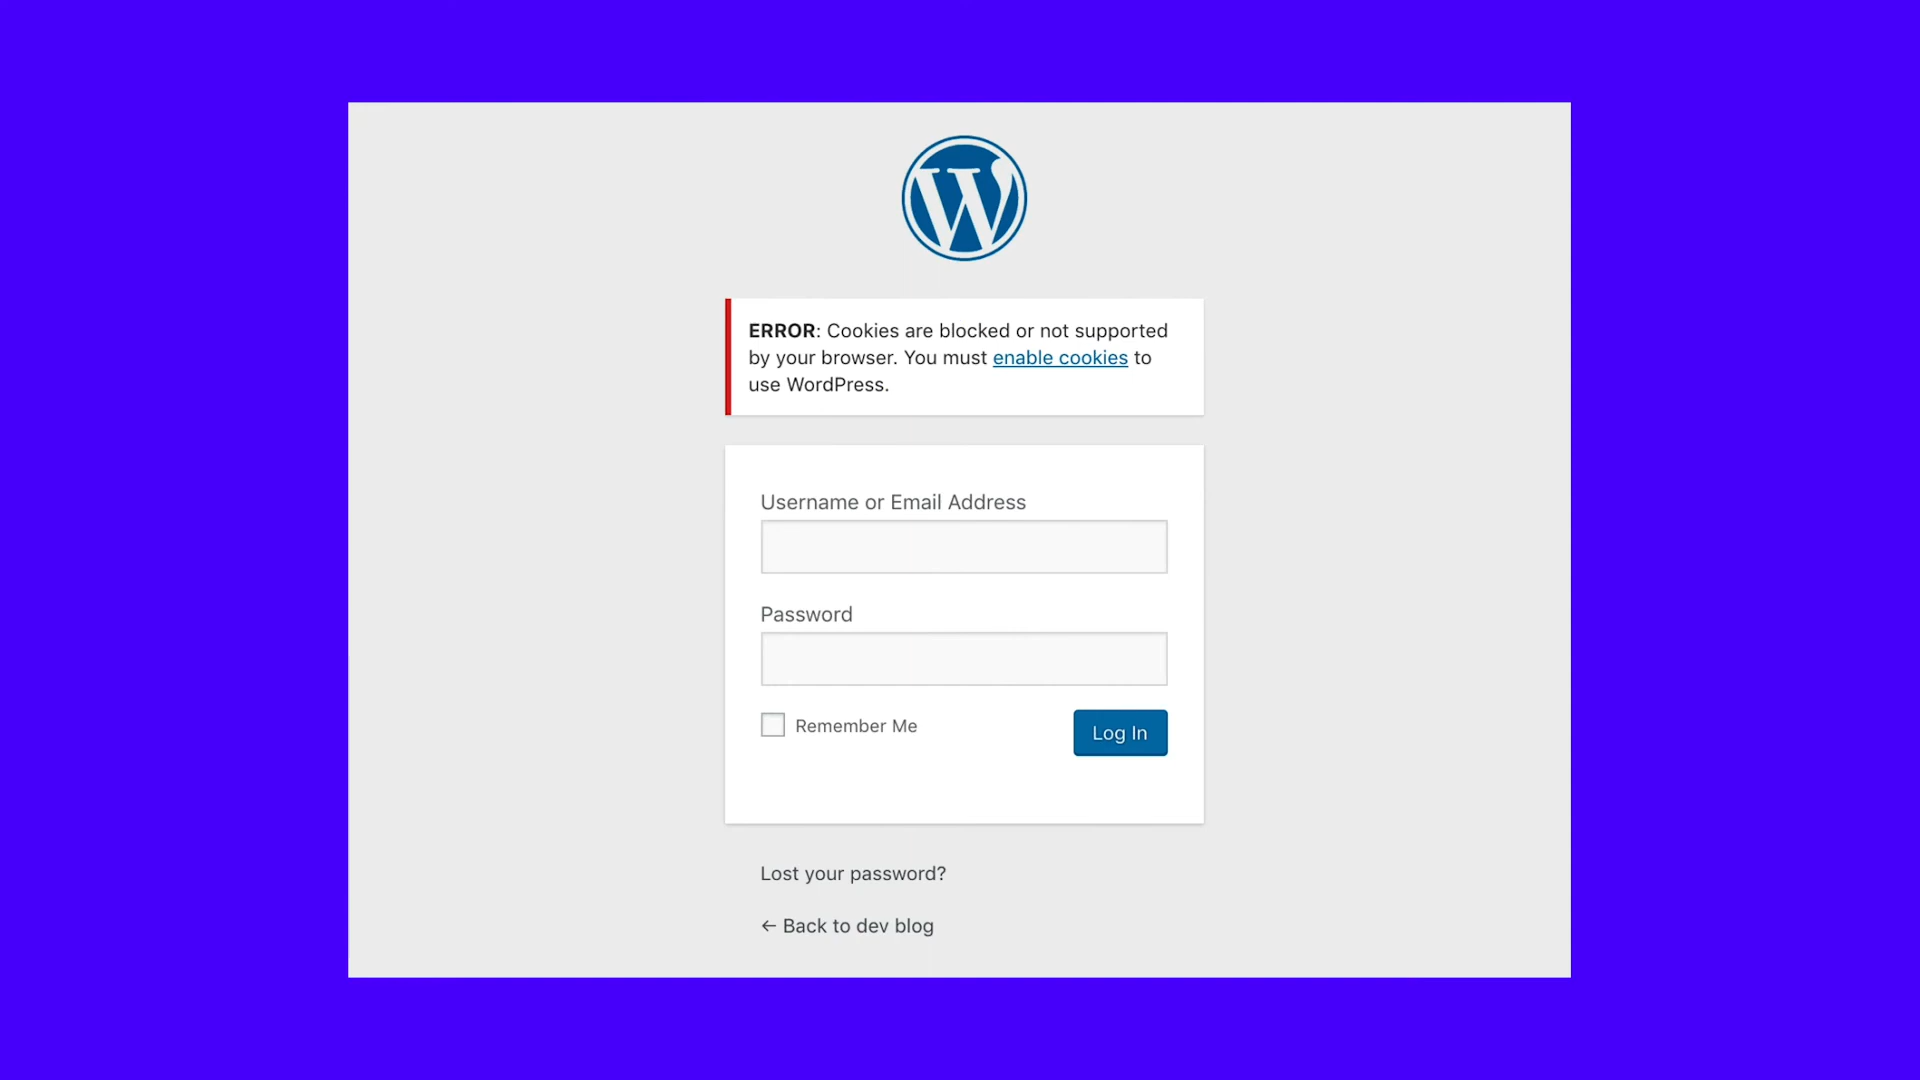 W
ERROR: Cookies are blocked or not supported
by your browser. You must enable cookies to
use WordPress.
Username or Email Address
Password
Remember Me
Log In
Lost your password?
← Back to dev blog